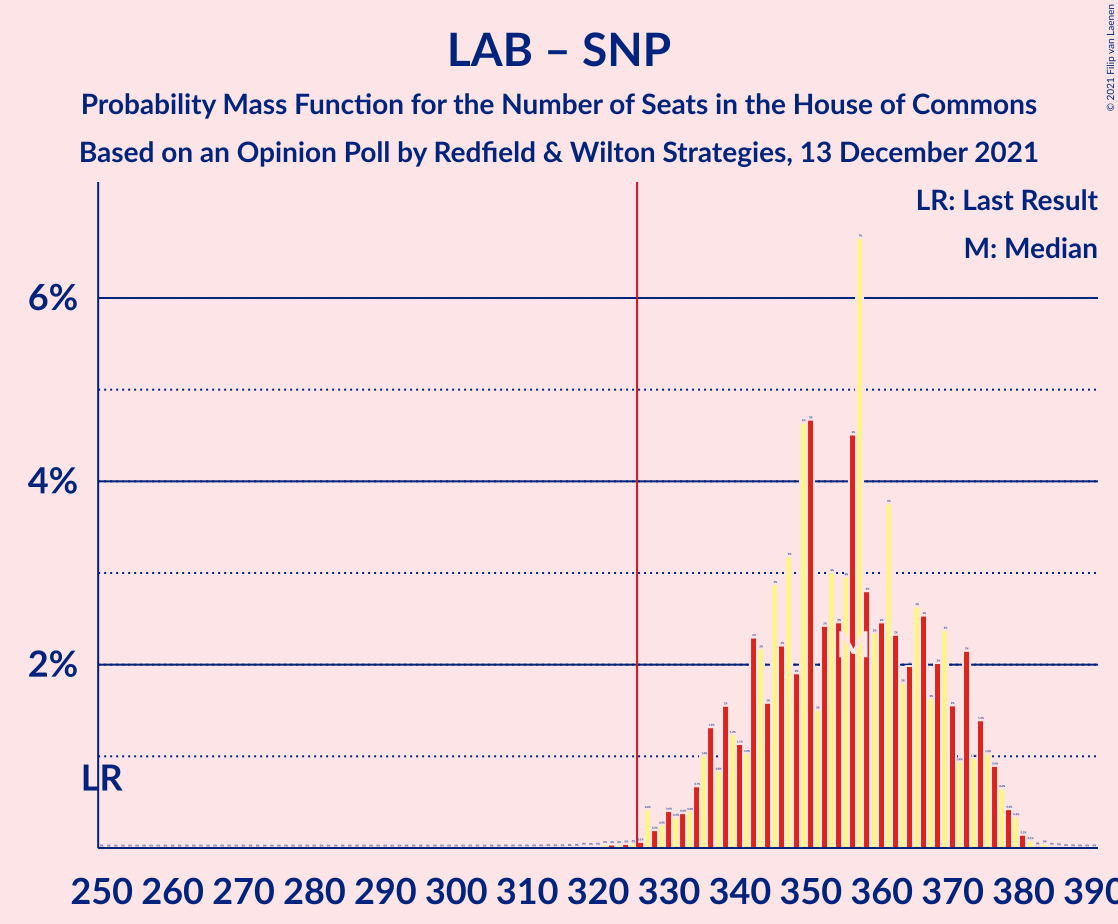 LAB – SNP
Probability Mass Function for the Number of Seats in the House of Commons
Based on an Opinion Poll by Redfield & Wilton Strategies, 13 December 2021
© 2021 Filip van Laenen
LR: Last Result
M: Median
6%
4%
2%
LR
M
250 260 270 280 290 300 310 320 330 340 350 360 370 380 390